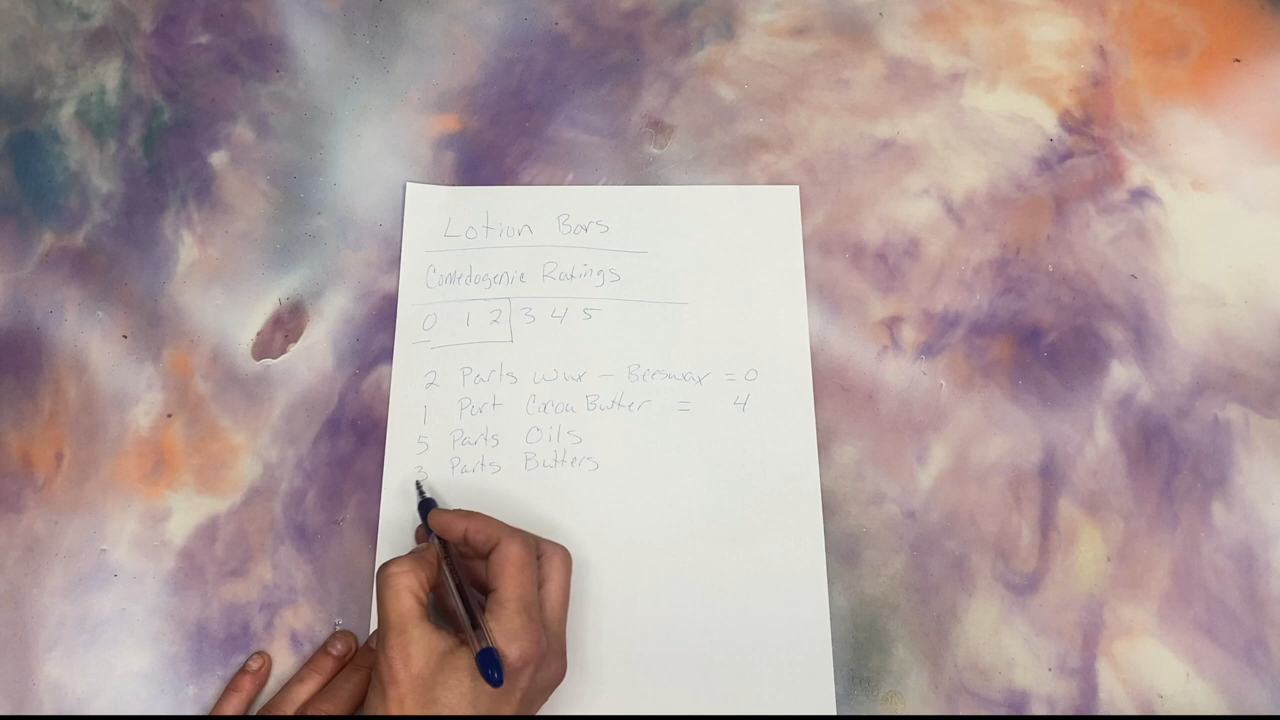 Lotion Bars
Comedogenic Ratings
0 1 2 3 4 5
2 Parts wax - Beeswax = 0
1 Part Cocoa Butter = 4
5 Parts Oils
3 Parts Butters